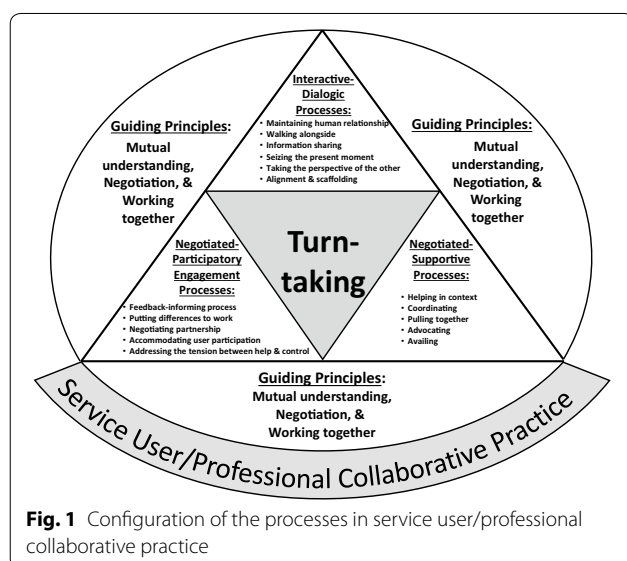 Interactive-
Dialogic
Processes:
• Maintaining human relationship
• Walking alongside
• Information sharing
• Seizing the present moment
• Taking the perspective of the other
• Alignment & scaffolding
Guiding Principles:
Mutual
understanding,
Negotiation, &
Working
together
Guiding Principles:
Mutual
understanding,
Negotiation, &
Working
together
Turn-
taking
Negotiated-
Participatory
Engagement
Processes:
• Feedback-informing process
• Putting differences to work
• Negotiating partnership
• Accommodating user participation
• Addressing the tension between help & control
Negotiated-
Supportive
Processes:
• Helping in context
• Coordinating
• Pulling together
• Advocating
• Availing
Guiding Principles:
Mutual understanding,
Negotiation, &
Working together
Service User/Professional Collaborative Practice
Fig. 1 Configuration of the processes in service user/professional
collaborative practice